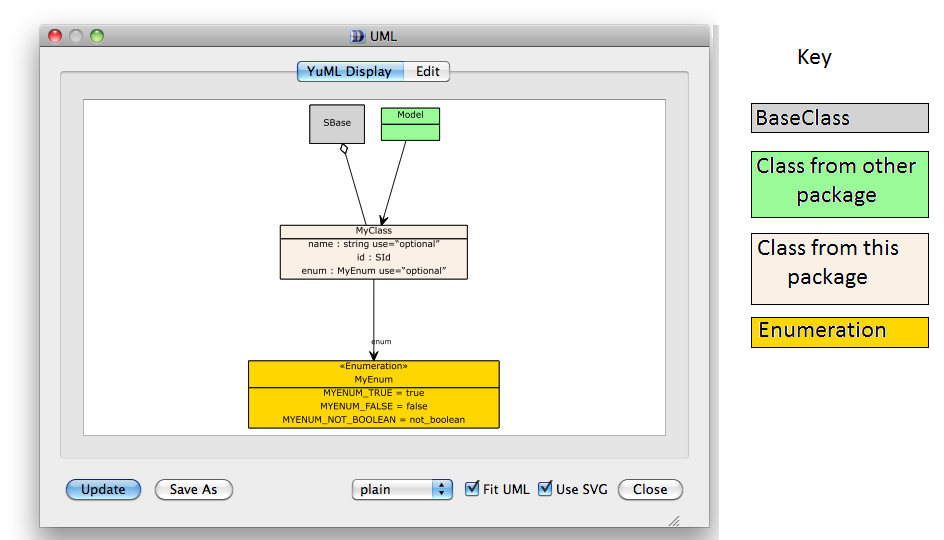 UML
YuML Display Edit
SBase
Model
MyClass
name : string use=“optional”
id : SId
enum : MyEnum use=“optional”
enum
«Enumeration»
MyEnum
MYENUM_TRUE = true
MYENUM_FALSE = false
MYENUM_NOT_BOOLEAN = not_boolean
Update Save As plain Fit UML Use SVG Close
Key
BaseClass
Class from other
package
Class from this
package
Enumeration